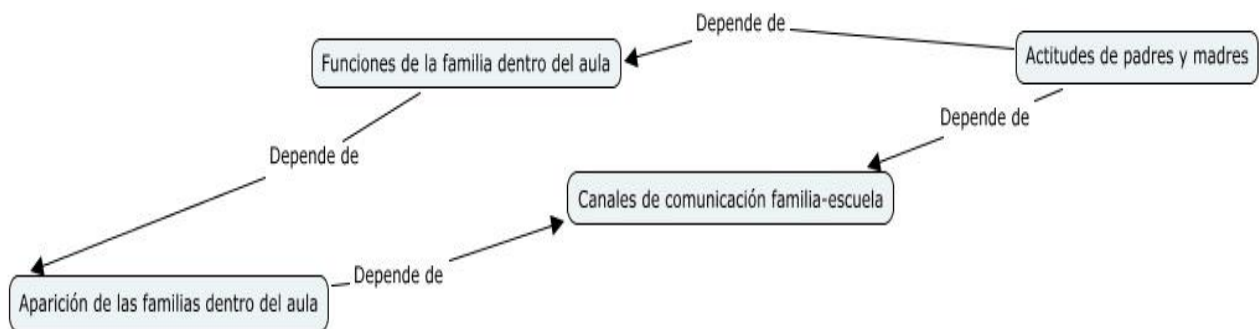 Depende de
Funciones de la familia dentro del aula
Actitudes de padres y madres
Depende de
Depende de
Canales de comunicación familia-escuela
Depende de
Aparición de las familias dentro del aula